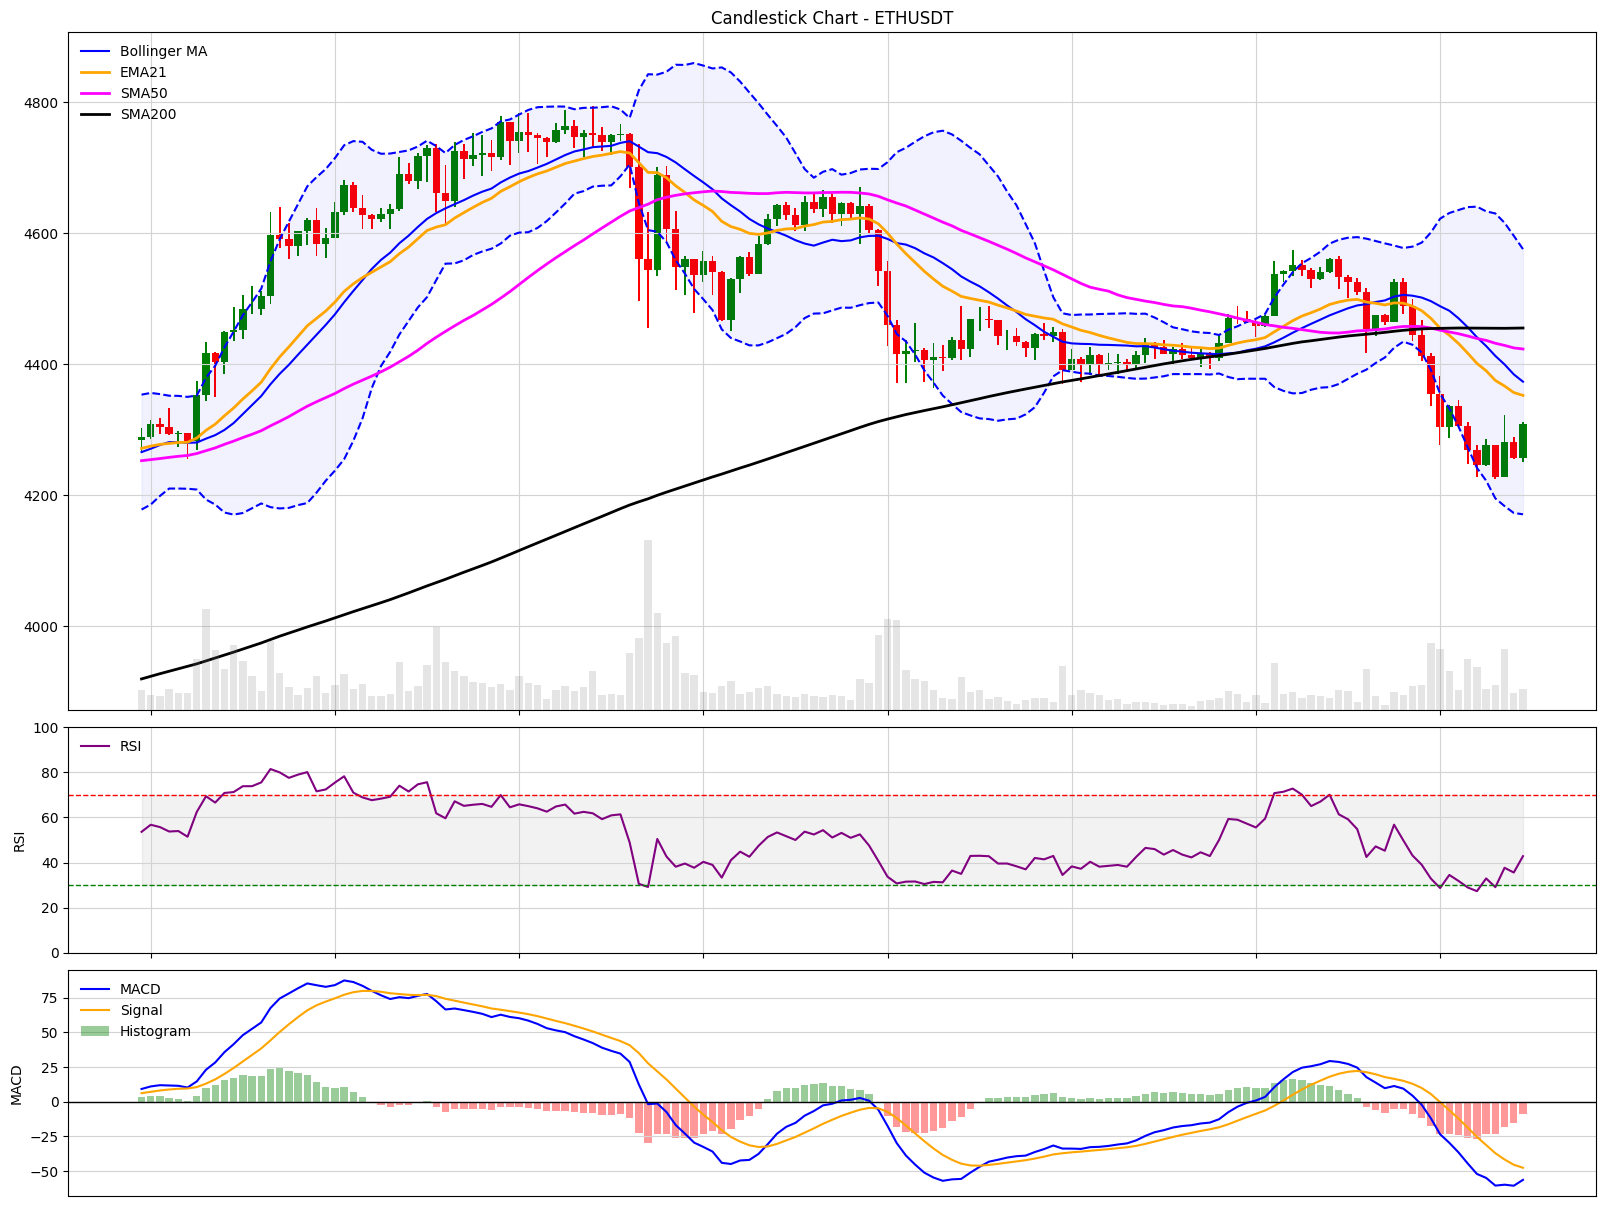 Candlestick Chart - ETHUSDT
Bollinger MA
EMA21
SMA50
SMA200
4800
4600
4400
4200
4000
RSI
100
80
60
40
20
0
RSI
MACD
Signal
Histogram
75
50
25
0
−25
−50
MACD